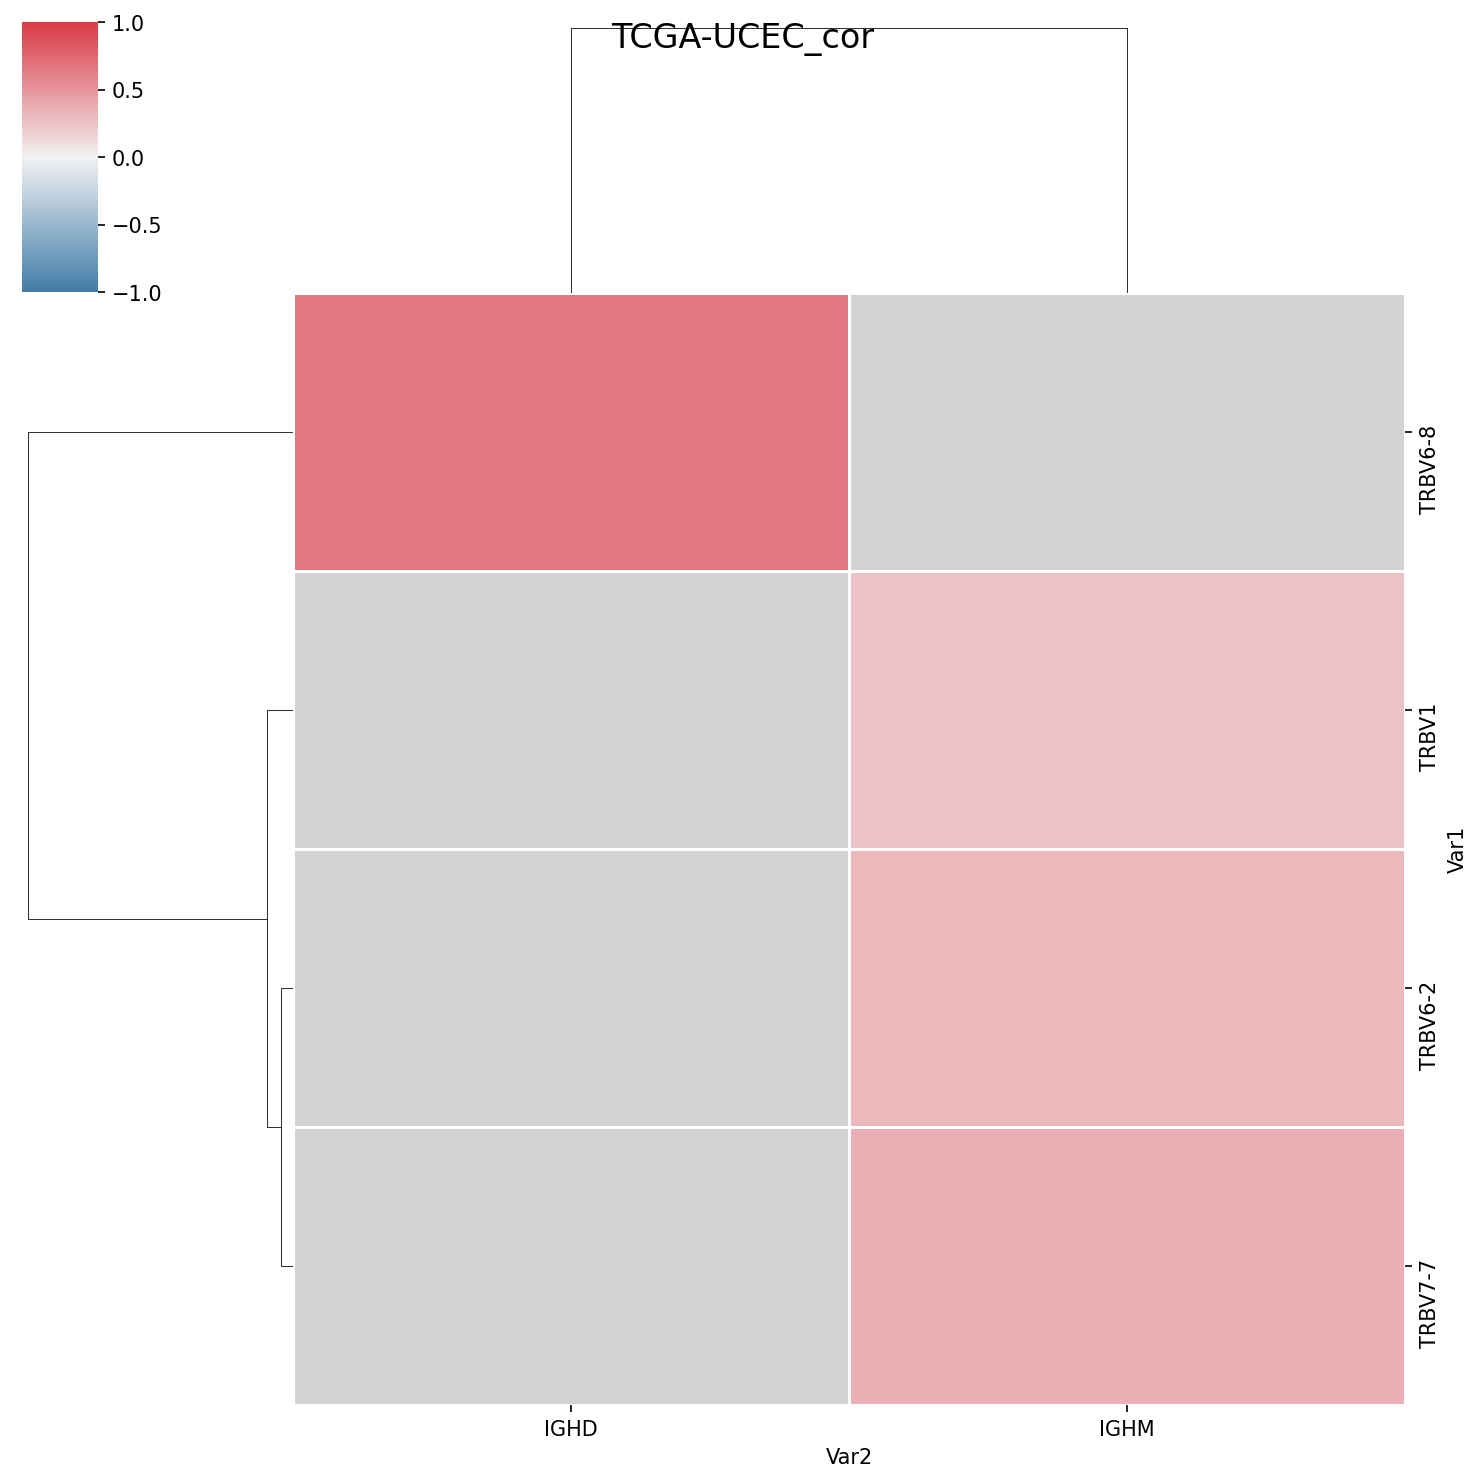 TCGA-UCEC_cor
1.0
0.5
0.0
−0.5
−1.0
TRBV6-8
TRBV1
TRBV6-2
TRBV7-7
Var1
IGHD
IGHM
Var2